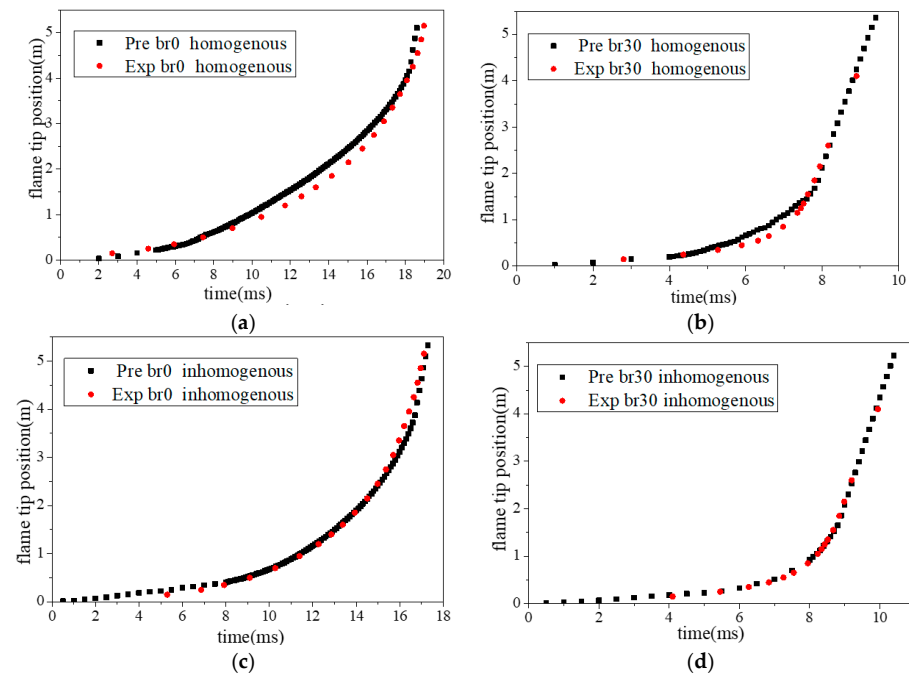 (a)
Pre br0 homogenous
Exp br0 homogenous
flame tip position(m)
5
4
3
2
1
0
0 2 4 6 8 10 12 14 16 18 20
time(ms)
(a)
Pre br30 homogenous
Exp br30 homogenous
flame tip position(m)
5
4
3
2
1
0
0 2 4 6 8 10
time(ms)
(b)
Pre br0 inhomogenous
Exp br0 inhomogenous
flame tip position(m)
5
4
3
2
1
0
0 2 4 6 8 10 12 14 16 18
time(ms)
(c)
Pre br30 inhomogenous
Exp br30 inhomogenous
flame tip position(m)
5
4
3
2
1
0
0 2 4 6 8 10
time(ms)
(d)